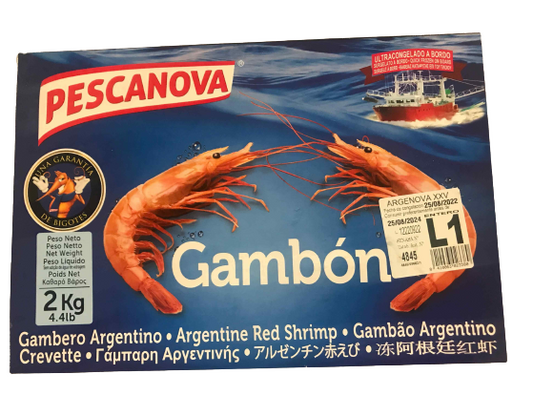 PESCANOVA®
ULTRACONGELADO A BORDO
UNA GARANTIA
DE BIGOTES
ARGENOVA XXV
25/08/2022
25/08/2024 ENTERO
L1
4845
Peso Neto
Peso Netto
Net Weight
Peso Líquido
Poids Net
Καθαρό Βάρος
2 Kg
4.4lb
Gambón
Gambero Argentino • Argentine Red Shrimp • Gambão Argentino
Crevette • Γάμπαρη Αργεντινής • アルゼンチン赤えび • 冻阿根廷红虾